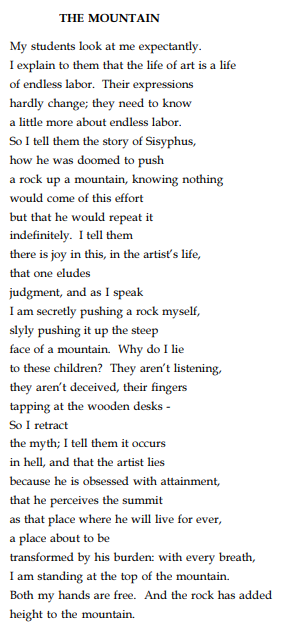 THE MOUNTAIN
My students look at me expectantly.
I explain to them that the life of art is a life
of endless labor.  Their expressions
hardly change; they need to know
a little more about endless labor.
So I tell them the story of Sisyphus,
how he was doomed to push
a rock up a mountain, knowing nothing
would come of this effort
but that he would repeat it
indefinitely.  I tell them
there is joy in this, in the artist's life,
that one eludes
judgment, and as I speak
I am secretly pushing a rock myself,
slyly pushing it up the steep
face of a mountain.  Why do I lie
to these children?  They aren't listening,
they aren't deceived, their fingers
tapping at the wooden desks -
So I retract
the myth; I tell them it occurs
in hell, and that the artist lies
because he is obsessed with attainment,
that he perceives the summit
as that place where he will live for ever,
a place about to be
transformed by his burden: with every breath,
I am standing at the top of the mountain.
Both my hands are free.  And the rock has added
height to the mountain.